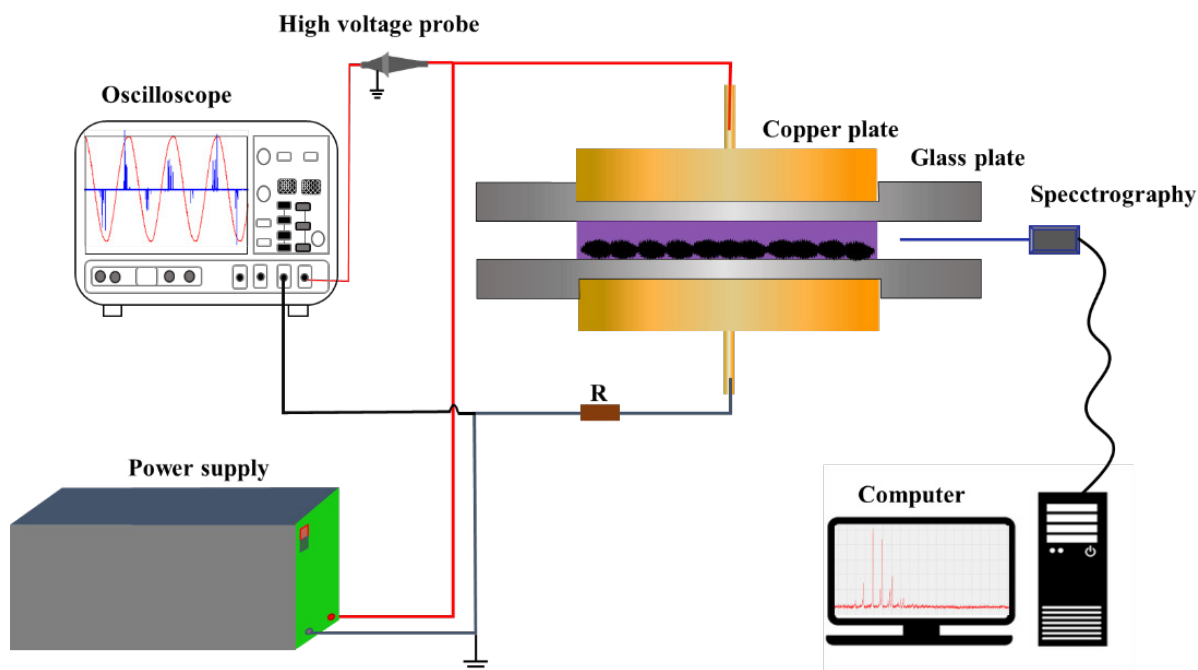 High voltage probe
Oscilloscope
Copper plate
Glass plate
Specctrography
R
Power supply
Computer